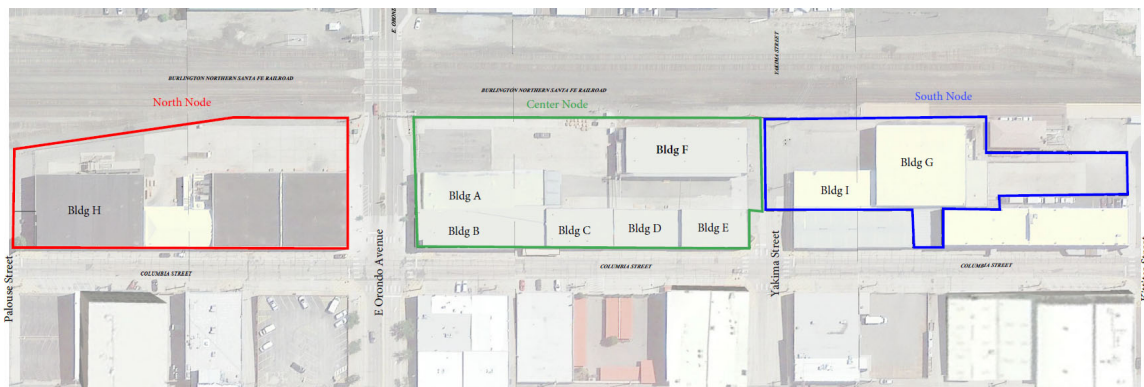 E ORONDO
YAKIMA STREET
BURLINGTON NORTHERN SANTA FE RAILROAD
BURLINGTON NORTHERN SANTA FE RAILROAD
North Node
Center Node
South Node
Bldg F
Bldg G
Bldg A
Bldg I
Bldg H
Bldg B
Bldg C
Bldg D
Bldg E
Palouse Street
E Orondo Avenue
Yakima Street
COLUMBIA STREET
COLUMBIA STREET
COLUMBIA STREET